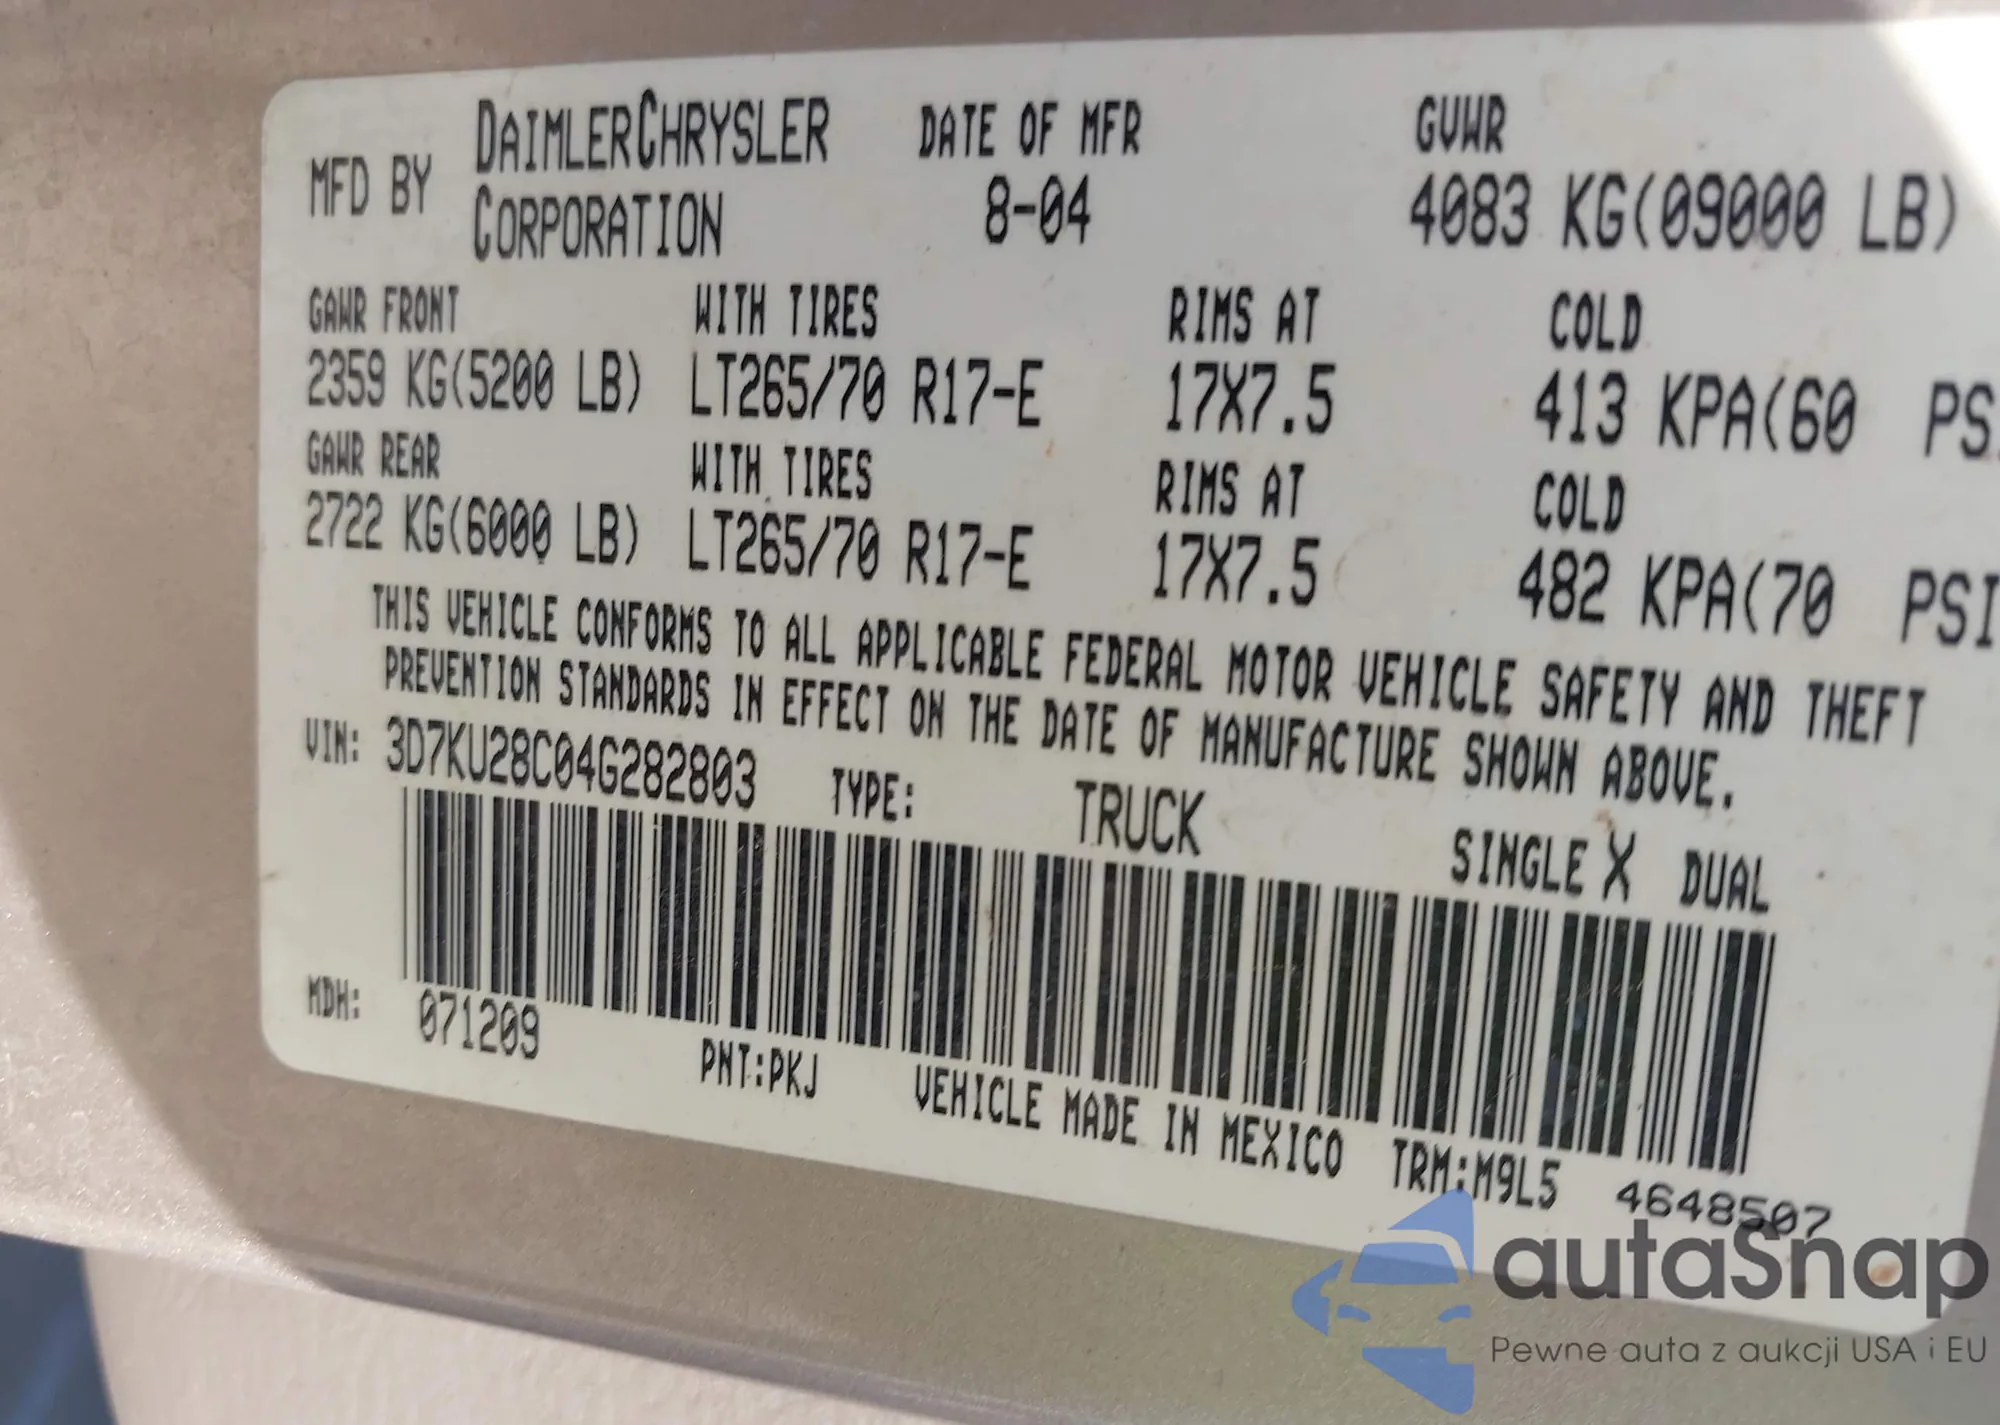 MFD BY DAIMLERCHRYSLER CORPORATION DATE OF MFR 8-04 GVWR 4083 KG(09000 LB)
GAWR FRONT WITH TIRES RIMS AT COLD
2359 KG(5200 LB) LT265/70 R17-E 17X7.5 413 KPA(60 PS
GAWR REAR WITH TIRES RIMS AT COLD
2722 KG(6000 LB) LT265/70 R17-E 17X7.5 482 KPA(70 PSI
THIS VEHICLE CONFORMS TO ALL APPLICABLE FEDERAL MOTOR VEHICLE SAFETY AND THEFT
PREVENTION STANDARDS IN EFFECT ON THE DATE OF MANUFACTURE SHOWN ABOVE.
VIN: 3D7KU28C04G282803 TYPE: TRUCK SINGLE X DUAL
MDH: 071209 PNT:PKJ VEHICLE MADE IN MEXICO TRM:M9L5 4648507
autaSnap
Pewne auta z aukcji USA i EU